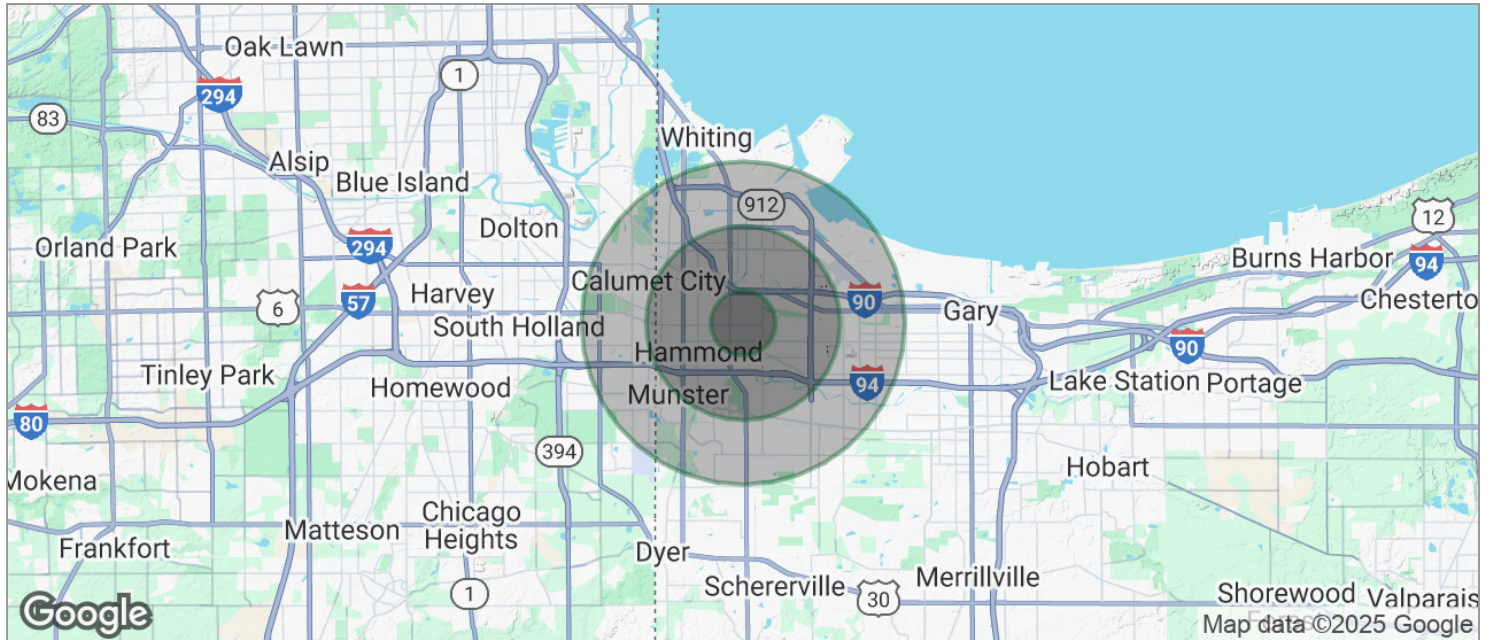 Oak Lawn
1
294
83
Whiting
Alsip
Blue Island
912
Dolton
12
Orland Park
294
Burns Harbor
94
Calumet City
57
Harvey
90
Chesterto
6
Gary
South Holland
90
Hammond
Tinley Park
Homewood
94
Lake Station
Portage
Munster
80
394
Hobart
Mokena
Chicago
Heights
Matteson
Frankfort
Dyer
Schererville
Merrillville
1
30
Shorewood
Valparais
Google
Map data ©2025 Google